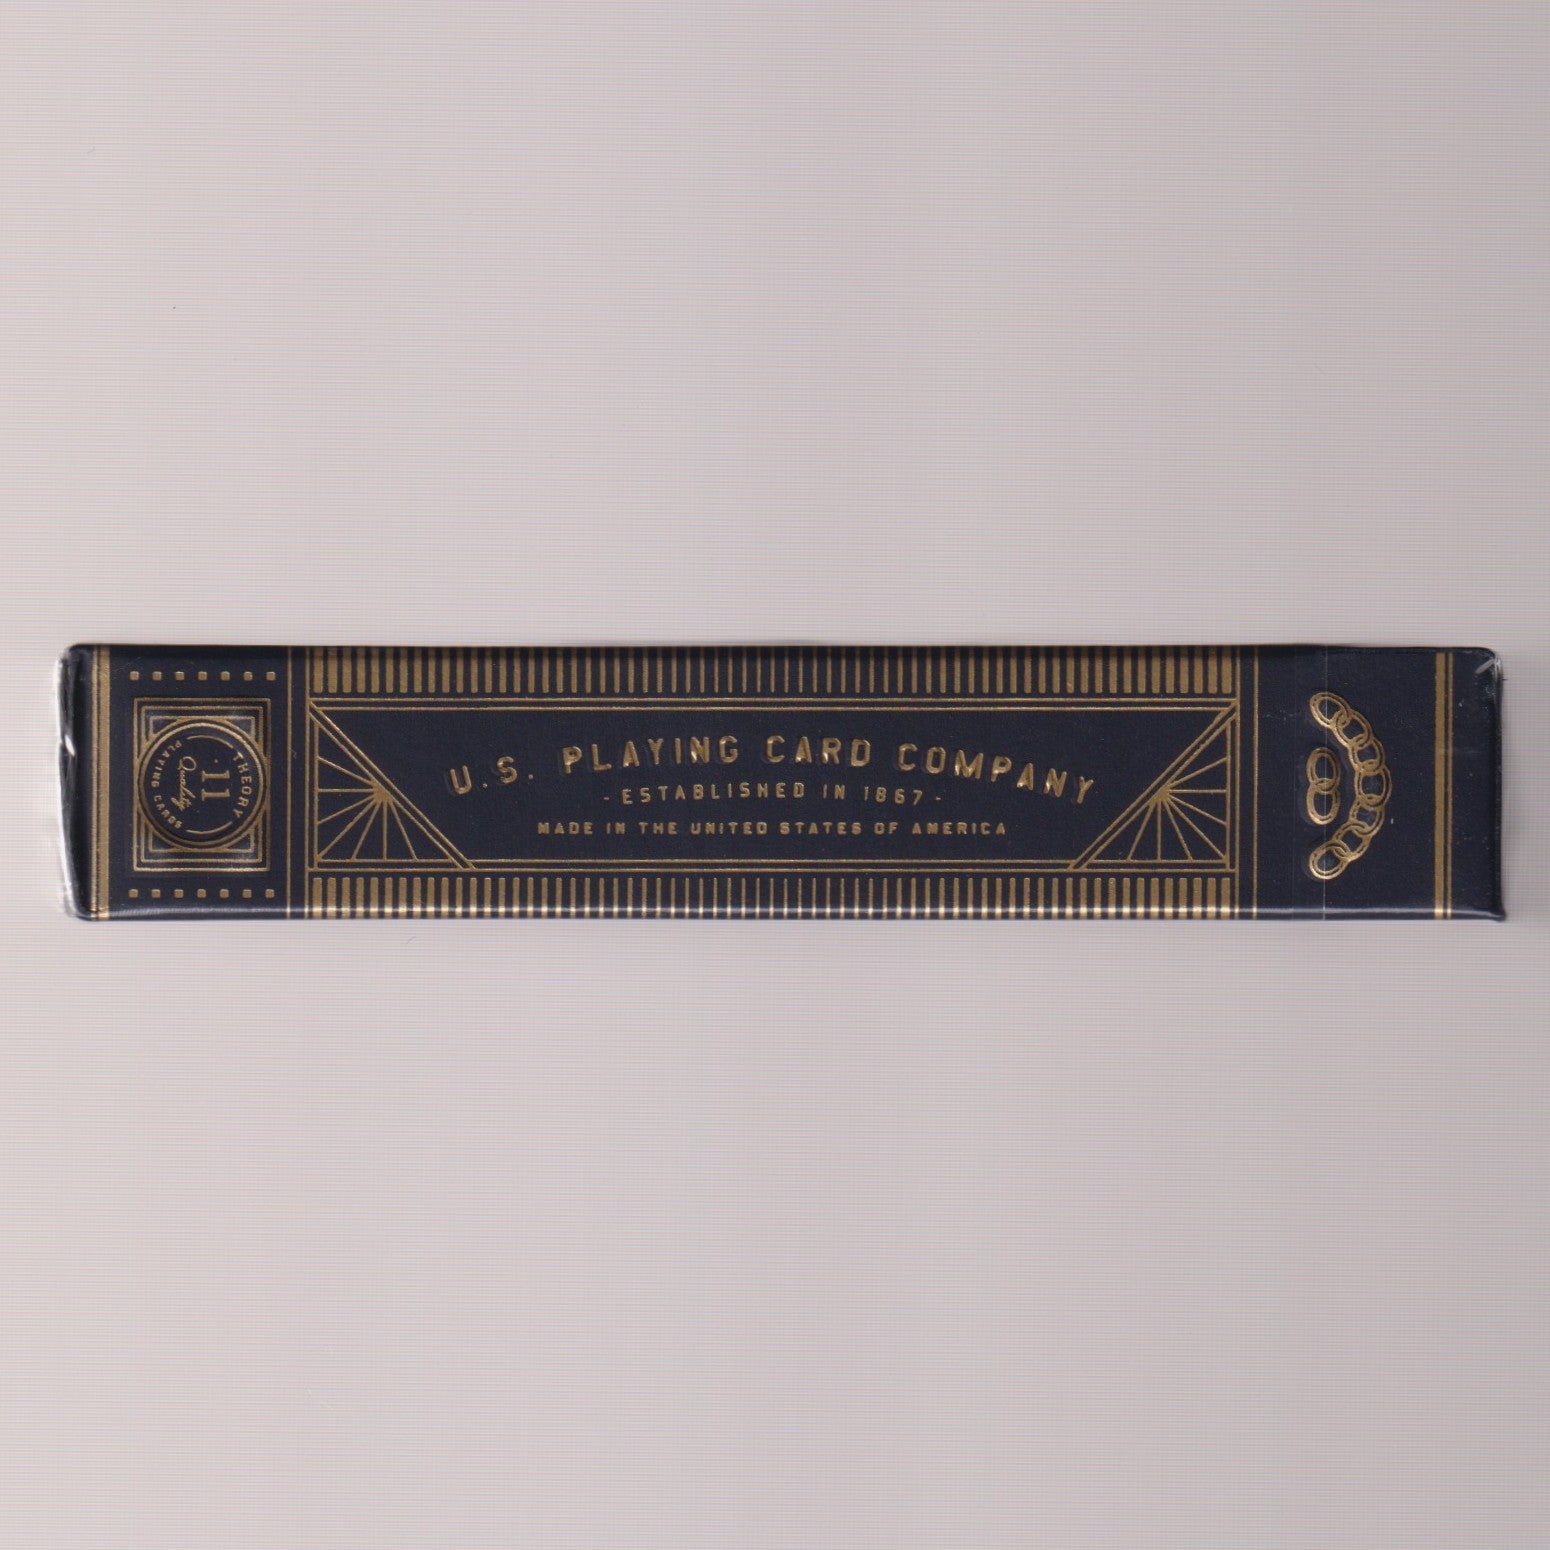 THEORY
·11·
Quality
PLAYING CARDS
U.S. PLAYING CARD COMPANY
- ESTABLISHED IN 1867 -
MADE IN THE UNITED STATES OF AMERICA